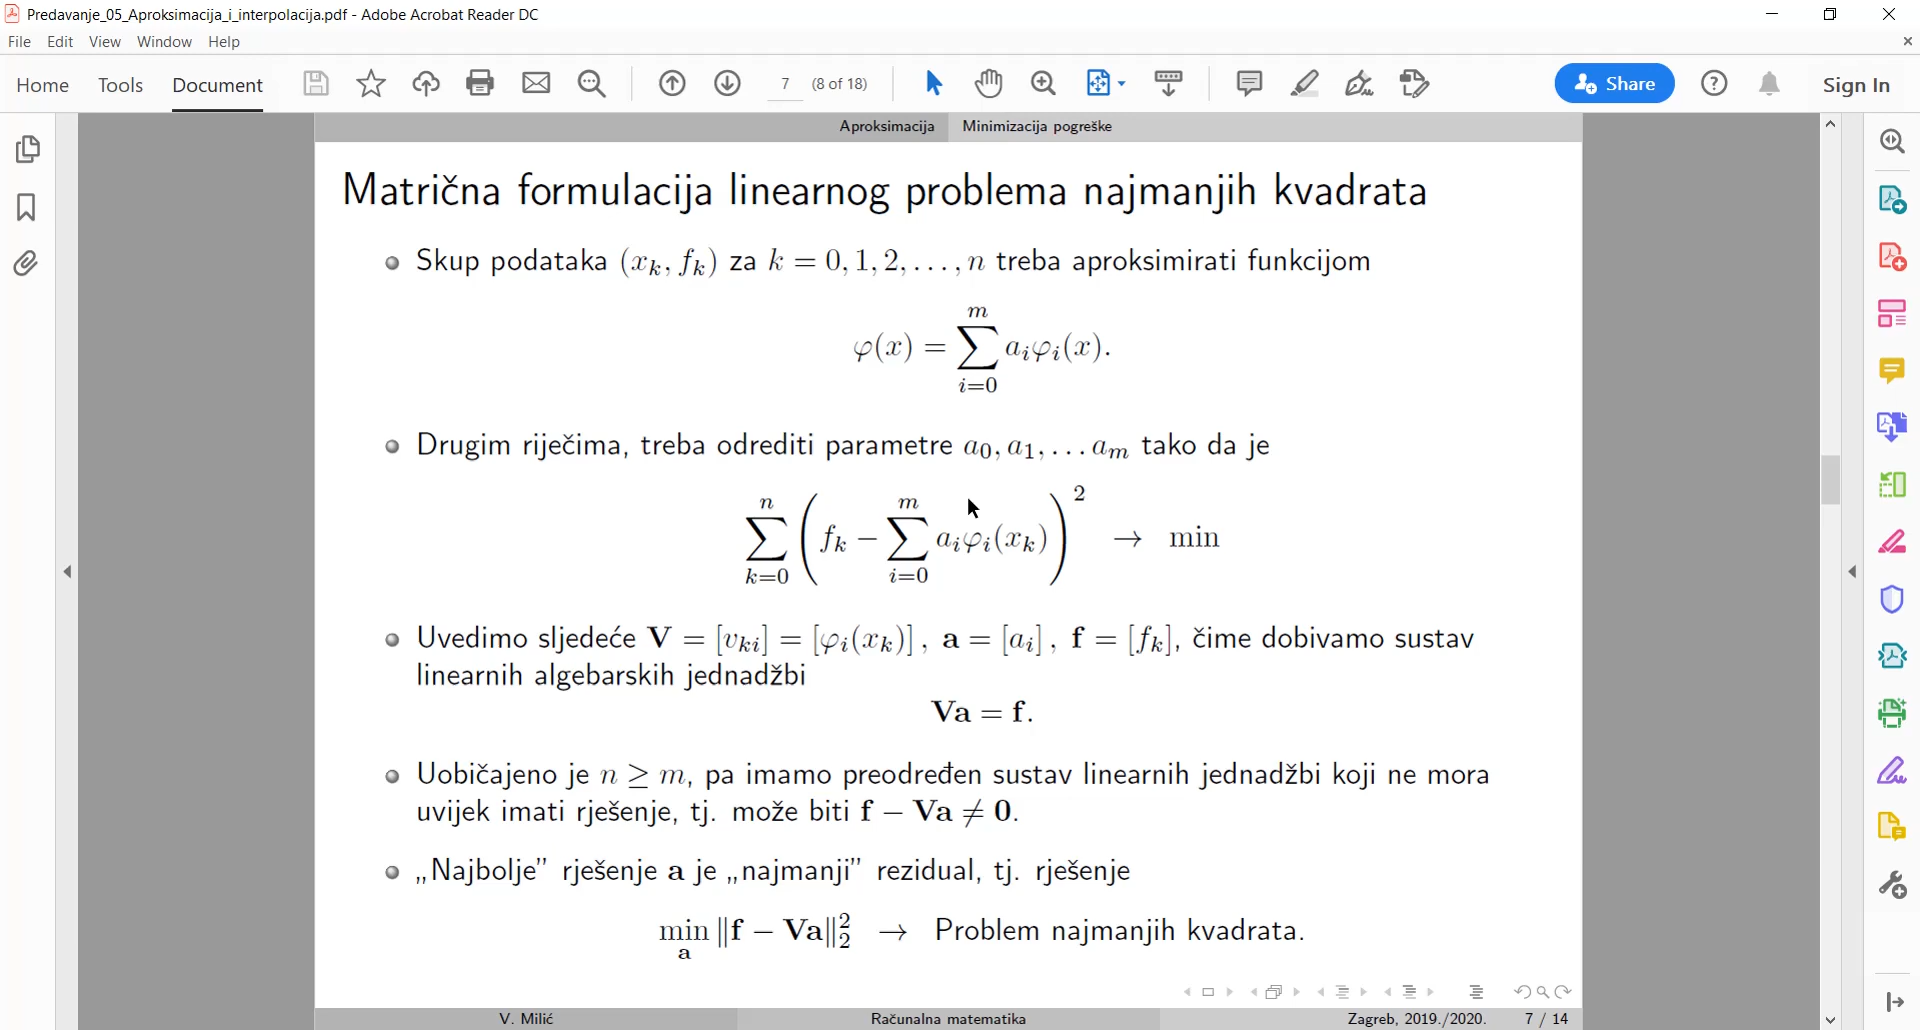 Predavanje_05_Aproksimacija_i_interpolacija.pdf - Adobe Acrobat Reader DC
File Edit View Window Help
Home Tools Document 7 (8 of 18) Share Sign In
Aproksimacija Minimizacija pogreške
Matrična formulacija linearnog problema najmanjih kvadrata
Skup podataka (x_k, f_k) za k = 0, 1, 2, . . . , n treba aproksimirati funkcijom
φ(x) = ∑_{i=0}^{m} a_i φ_i(x).
Drugim riječima, treba odrediti parametre a_0, a_1, . . . a_m tako da je
∑_{k=0}^{n} ( f_k − ∑_{i=0}^{m} a_i φ_i(x_k) )^2 → min
Uvedimo sljedeće V = [v_{ki}] = [φ_i(x_k)] , a = [a_i] , f = [f_k], čime dobivamo sustav
linearnih algebarskih jednadžbi
Va = f.
Uobičajeno je n ≥ m, pa imamo preodređen sustav linearnih jednadžbi koji ne mora
uvijek imati rješenje, tj. može biti f − Va ≠ 0.
„Najbolje” rješenje a je „najmanji” rezidual, tj. rješenje
min_a ‖f − Va‖_2^2 → Problem najmanjih kvadrata.
V. Milić Računalna matematika Zagreb, 2019./2020. 7 / 14